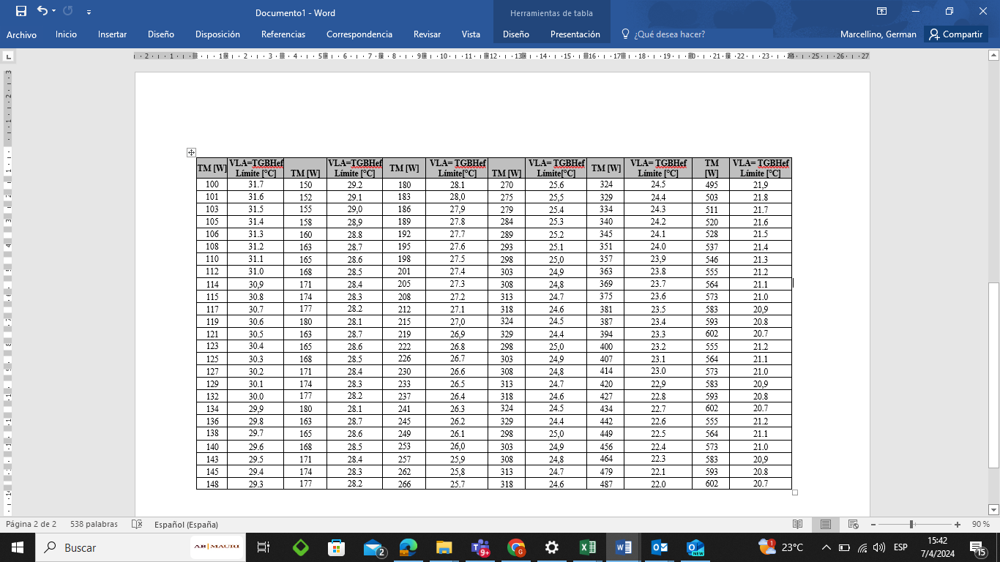 Documento1 - Word
Herramientas de tabla
Archivo Inicio Insertar Diseño Disposición Referencias Correspondencia Revisar Vista Diseño Presentación ¿Qué desea hacer? Marcellino, German Compartir
TM [W] VLA=TGBHef Límite [°C] TM [W] VLA=TGBHef Límite [°C] TM [W] VLA= TGBHef Límite[°C] TM [W] VLA= TGBHef Límite[°C] TM [W] VLA= TGBHef Límite [°C] TM [W] VLA= TGBHef Límite [°C]
100 31.7 150 29.2 180 28.1 270 25.6 324 24.5 495 21,9
101 31.6 152 29.1 183 28,0 275 25,5 329 24.4 503 21.8
103 31.5 155 29,0 186 27,9 279 25.4 334 24.3 511 21.7
105 31.4 158 28,9 189 27.8 284 25.3 340 24.2 520 21.6
106 31.3 160 28.8 192 27.7 289 25.2 345 24.1 528 21.5
108 31.2 163 28.7 195 27.6 293 25.1 351 24.0 537 21.4
110 31.1 165 28.6 198 27.5 298 25,0 357 23,9 546 21.3
112 31.0 168 28.5 201 27.4 303 24,9 363 23.8 555 21.2
114 30,9 171 28.4 205 27.3 308 24,8 369 23.7 564 21.1
115 30.8 174 28.3 208 27.2 313 24.7 375 23.6 573 21.0
117 30.7 177 28.2 212 27.1 318 24.6 381 23.5 583 20,9
119 30.6 180 28.1 215 27,0 324 24.5 387 23.4 593 20.8
121 30.5 163 28.7 219 26,9 329 24.4 394 23.3 602 20.7
123 30.4 165 28.6 222 26.8 298 25,0 400 23.2 555 21.2
125 30.3 168 28.5 226 26.7 303 24,9 407 23.1 564 21.1
127 30.2 171 28.4 230 26.6 308 24,8 414 23.0 573 21.0
129 30.1 174 28.3 233 26.5 313 24.7 420 22,9 583 20,9
132 30.0 177 28.2 237 26.4 318 24.6 427 22.8 593 20.8
134 29,9 180 28.1 241 26.3 324 24.5 434 22.7 602 20.7
136 29.8 163 28.7 245 26.2 329 24.4 442 22.6 555 21.2
138 29.7 165 28.6 249 26.1 298 25,0 449 22.5 564 21.1
140 29.6 168 28.5 253 26,0 303 24,9 456 22.4 573 21.0
143 29.5 171 28.4 257 25,9 308 24,8 464 22.3 583 20,9
145 29.4 174 28.3 262 25,8 313 24.7 479 22.1 593 20.8
148 29.3 177 28.2 266 25.7 318 24.6 487 22.0 602 20.7
Página 2 de 2 538 palabras Español (España) 90 %
Buscar AB MAURI 2 9+ NEW 1 23°C ESP 15:42
7/4/2024 15